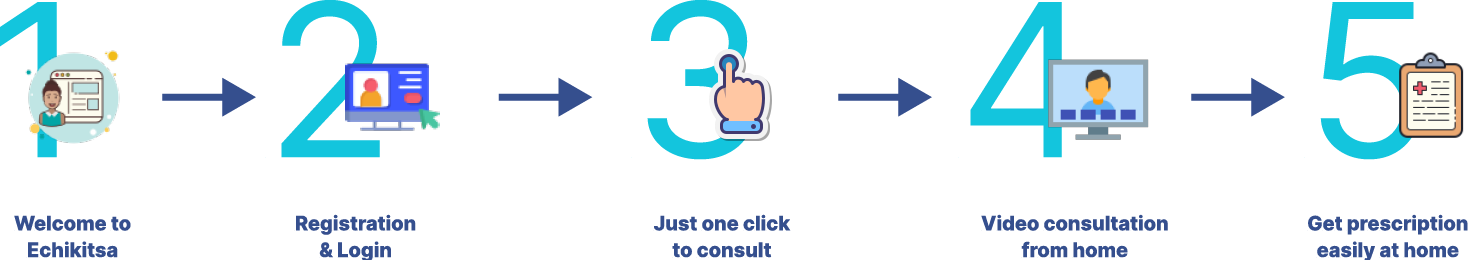 1
2
3
4
5
Welcome to
Echikitsa
Registration
& Login
Just one click
to consult
Video consultation
from home
Get prescription
easily at home